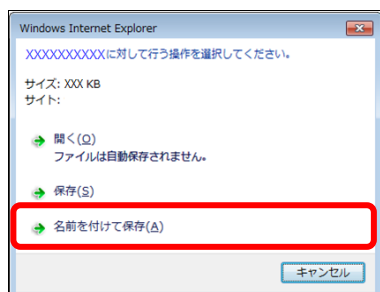 Windows Internet Explorer
XXXXXXXXXXに対して行う操作を選択してください。
サイズ: XXX KB
サイト:
開く(O)
ファイルは自動保存されません。
保存(S)
名前を付けて保存(A)
キャンセル